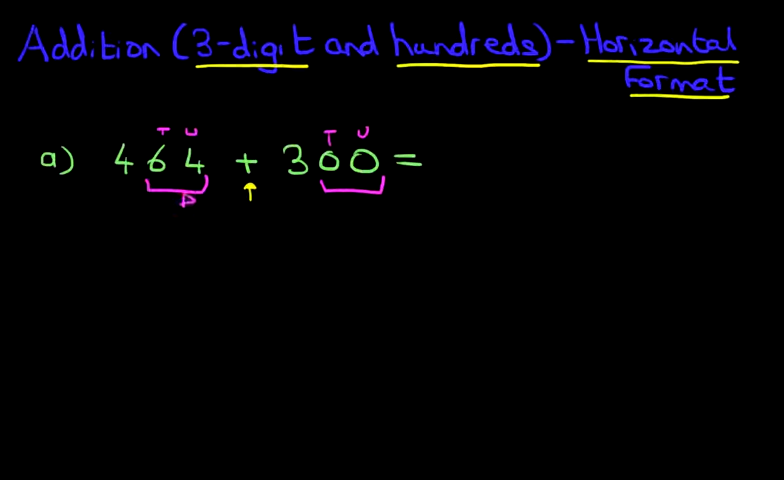 Addition (3-digit and hundreds) - Horizontal
Format
T U T U
a) 464 + 300 =